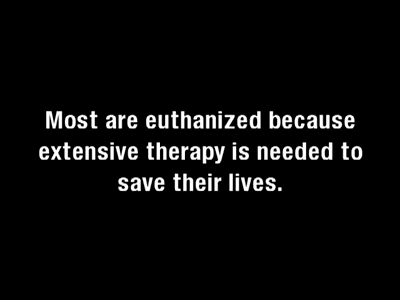 Most are euthanized because
extensive therapy is needed to
save their lives.